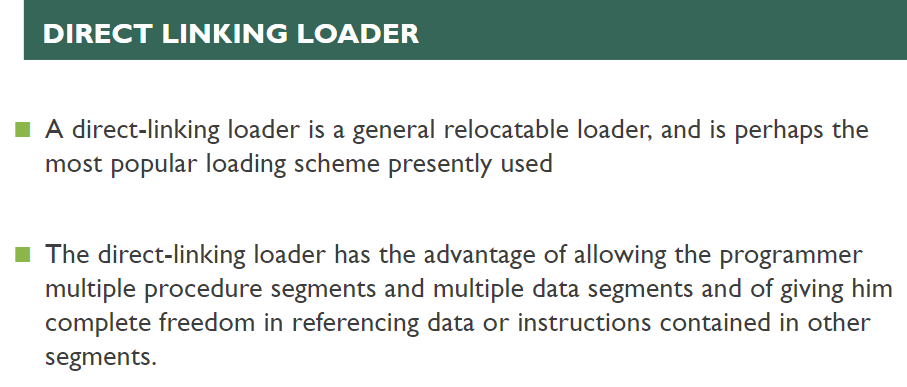 DIRECT LINKING LOADER
A direct-linking loader is a general relocatable loader, and is perhaps the
most popular loading scheme presently used
The direct-linking loader has the advantage of allowing the programmer
multiple procedure segments and multiple data segments and of giving him
complete freedom in referencing data or instructions contained in other
segments.